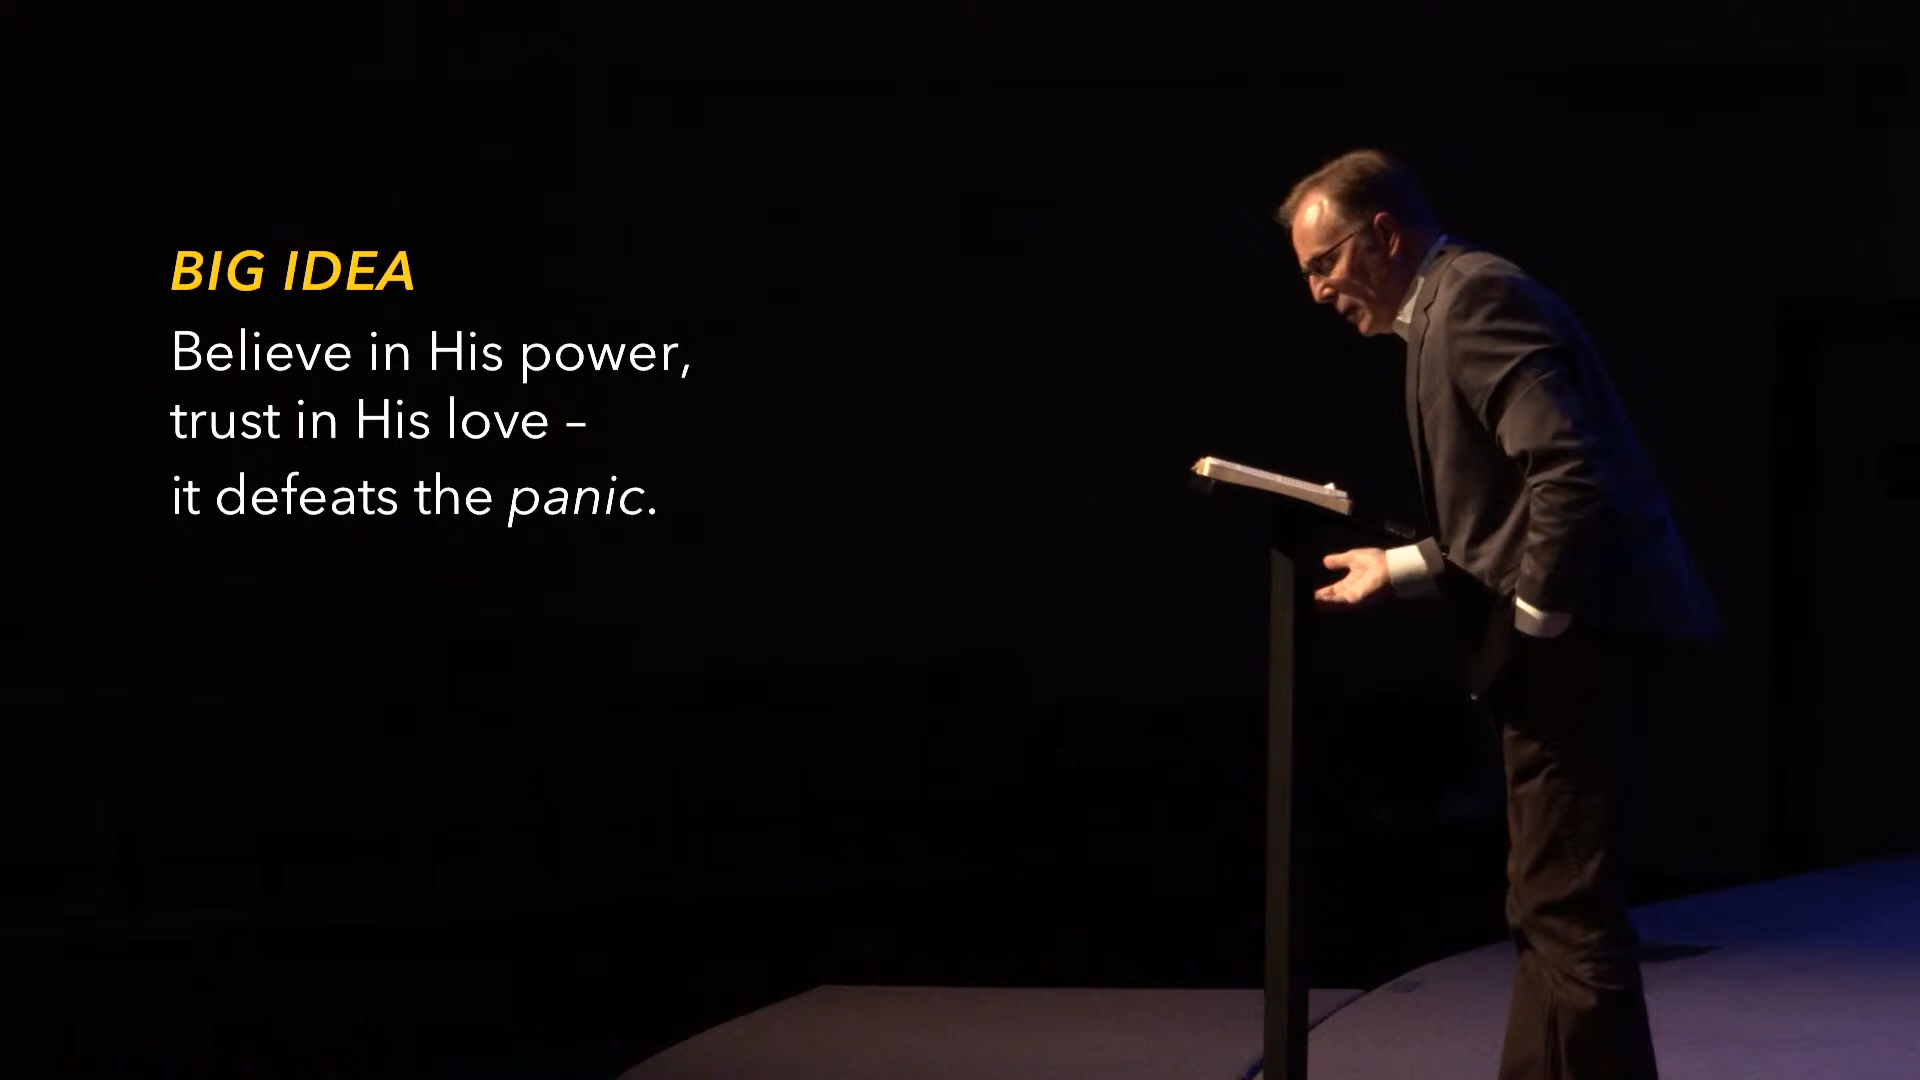 BIG IDEA
Believe in His power,
trust in His love –
it defeats the panic.